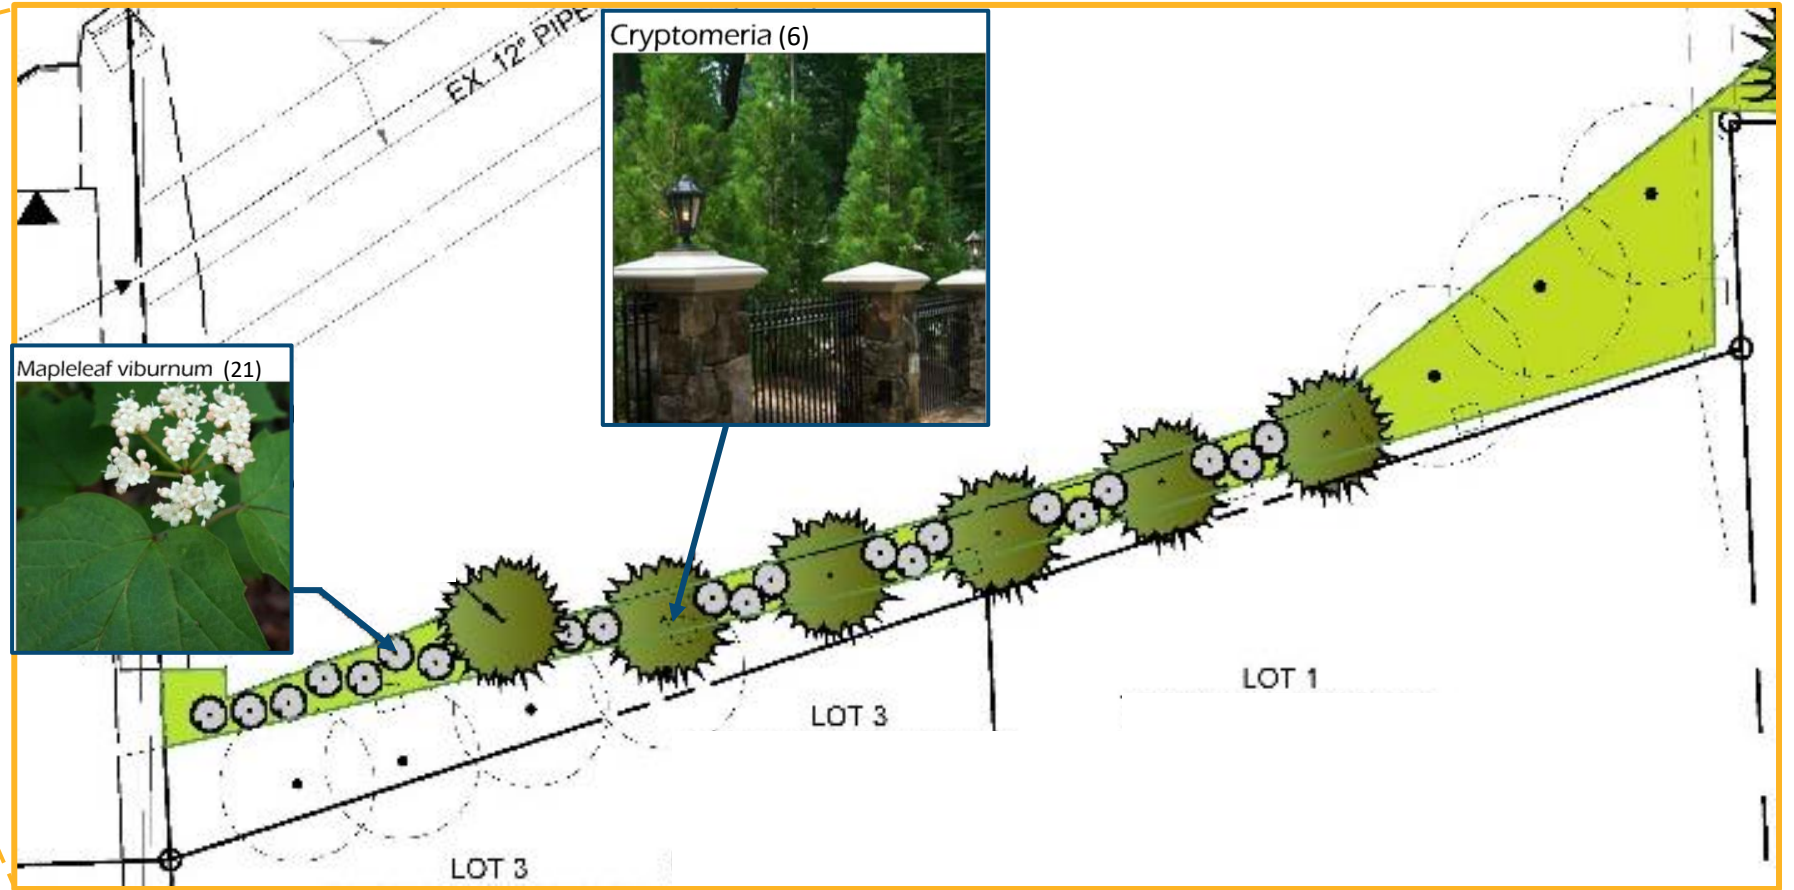 EX. 12" PIPE
Cryptomeria (6)
Mapleleaf viburnum (21)
LOT 1
LOT 3
LOT 3